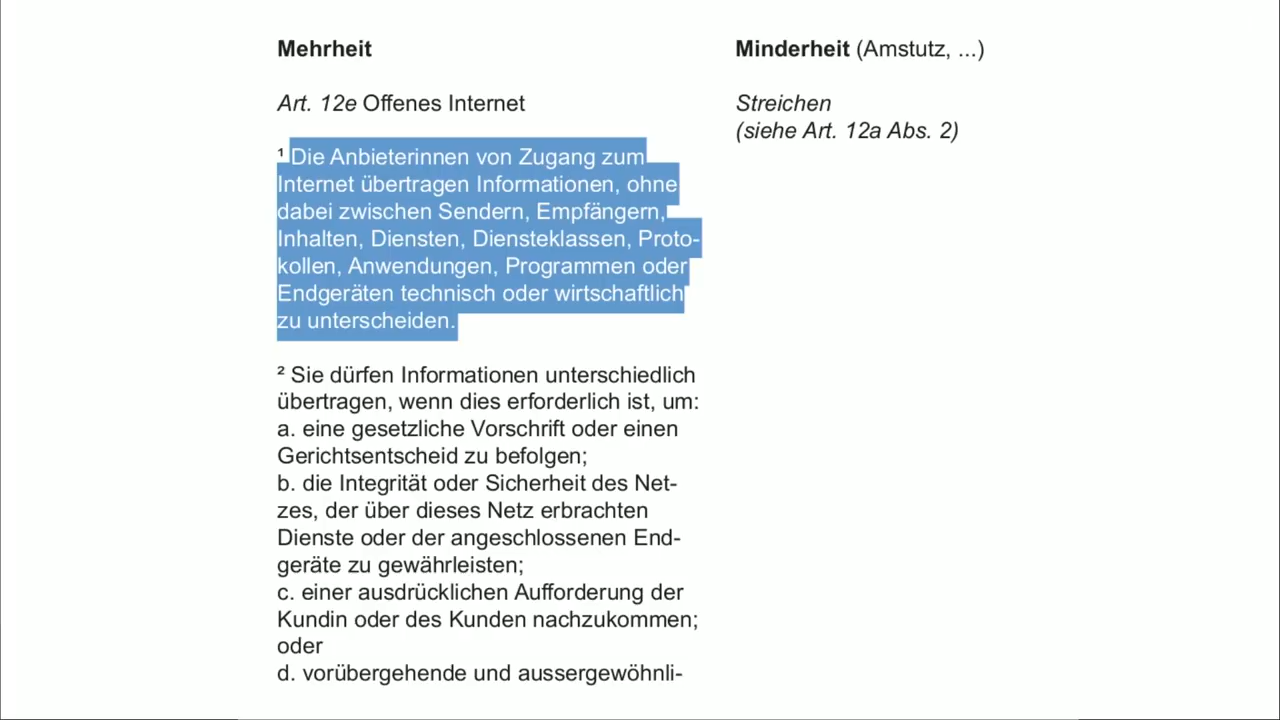 Mehrheit
Art. 12e Offenes Internet
¹ Die Anbieterinnen von Zugang zum
Internet übertragen Informationen, ohne
dabei zwischen Sendern, Empfängern,
Inhalten, Diensten, Diensteklassen, Proto-
kollen, Anwendungen, Programmen oder
Endgeräten technisch oder wirtschaftlich
zu unterscheiden.
² Sie dürfen Informationen unterschiedlich
übertragen, wenn dies erforderlich ist, um:
a. eine gesetzliche Vorschrift oder einen
Gerichtsentscheid zu befolgen;
b. die Integrität oder Sicherheit des Net-
zes, der über dieses Netz erbrachten
Dienste oder der angeschlossenen End-
geräte zu gewährleisten;
c. einer ausdrücklichen Aufforderung der
Kundin oder des Kunden nachzukommen;
oder
d. vorübergehende und aussergewöhnli-
Minderheit (Amstutz, ...)
Streichen
(siehe Art. 12a Abs. 2)